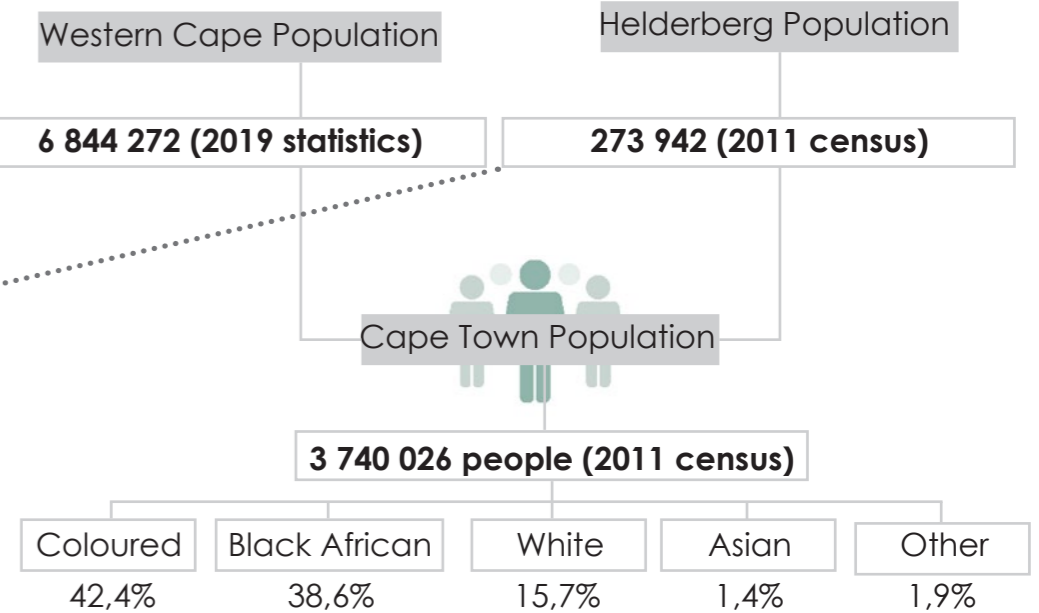 Western Cape Population
Helderberg Population
6 844 272 (2019 statistics)
273 942 (2011 census)
Cape Town Population
3 740 026 people (2011 census)
Coloured
Black African
White
Asian
Other
42,4%
38,6%
15,7%
1,4%
1,9%